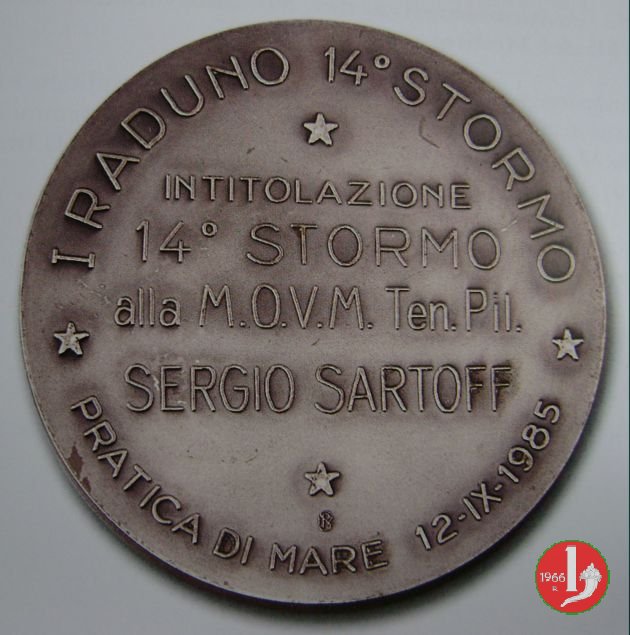 I RADUNO 14° STORMO
INTITOLAZIONE
14° STORMO
alla M.O.V.M. Ten. Pil.
SERGIO SARTOFF
PRATICA DI MARE 12-IX-1985
1966
R